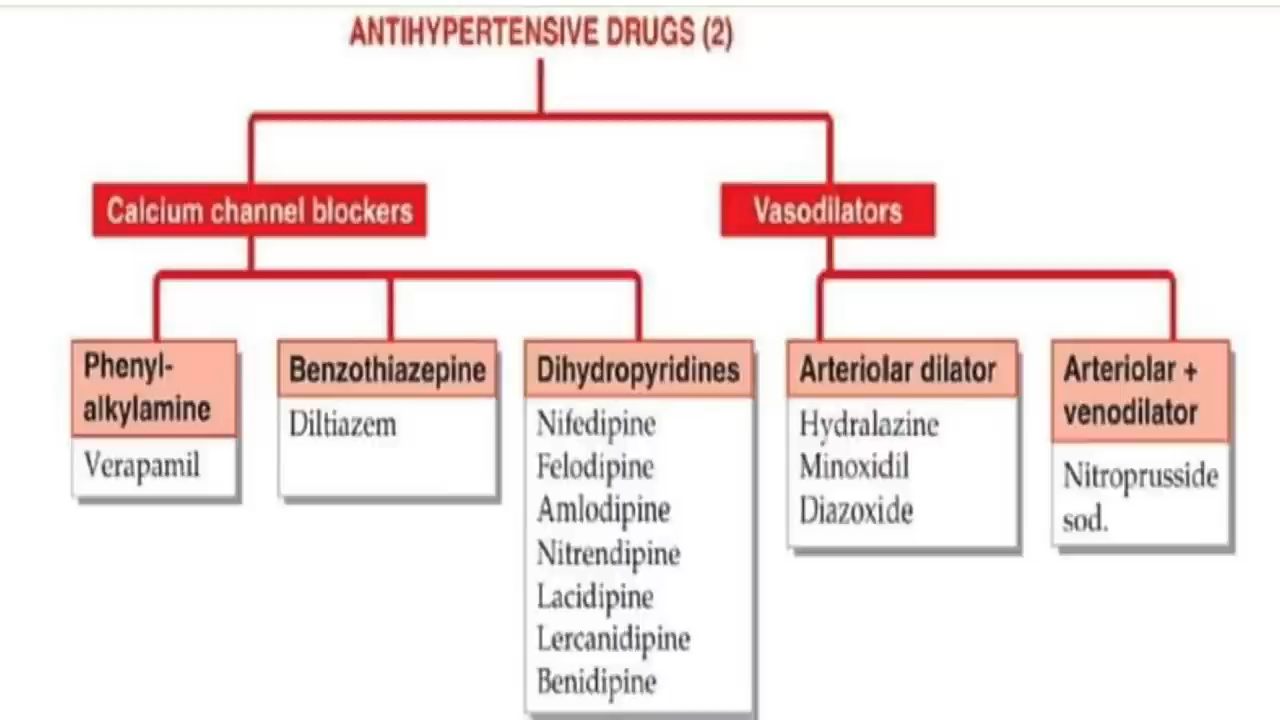 ANTIHYPERTENSIVE DRUGS (2)
Calcium channel blockers
Vasodilators
Phenyl-
alkylamine
Verapamil
Benzothiazepine
Diltiazem
Dihydropyridines
Nifedipine
Felodipine
Amlodipine
Nitrendipine
Lacidipine
Lercanidipine
Benidipine
Arteriolar dilator
Hydralazine
Minoxidil
Diazoxide
Arteriolar +
venodilator
Nitroprusside
sod.